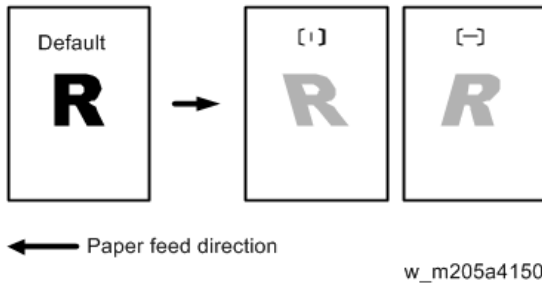 Default
[ı]
[—]
R
R
R
Paper feed direction
w_m205a4150